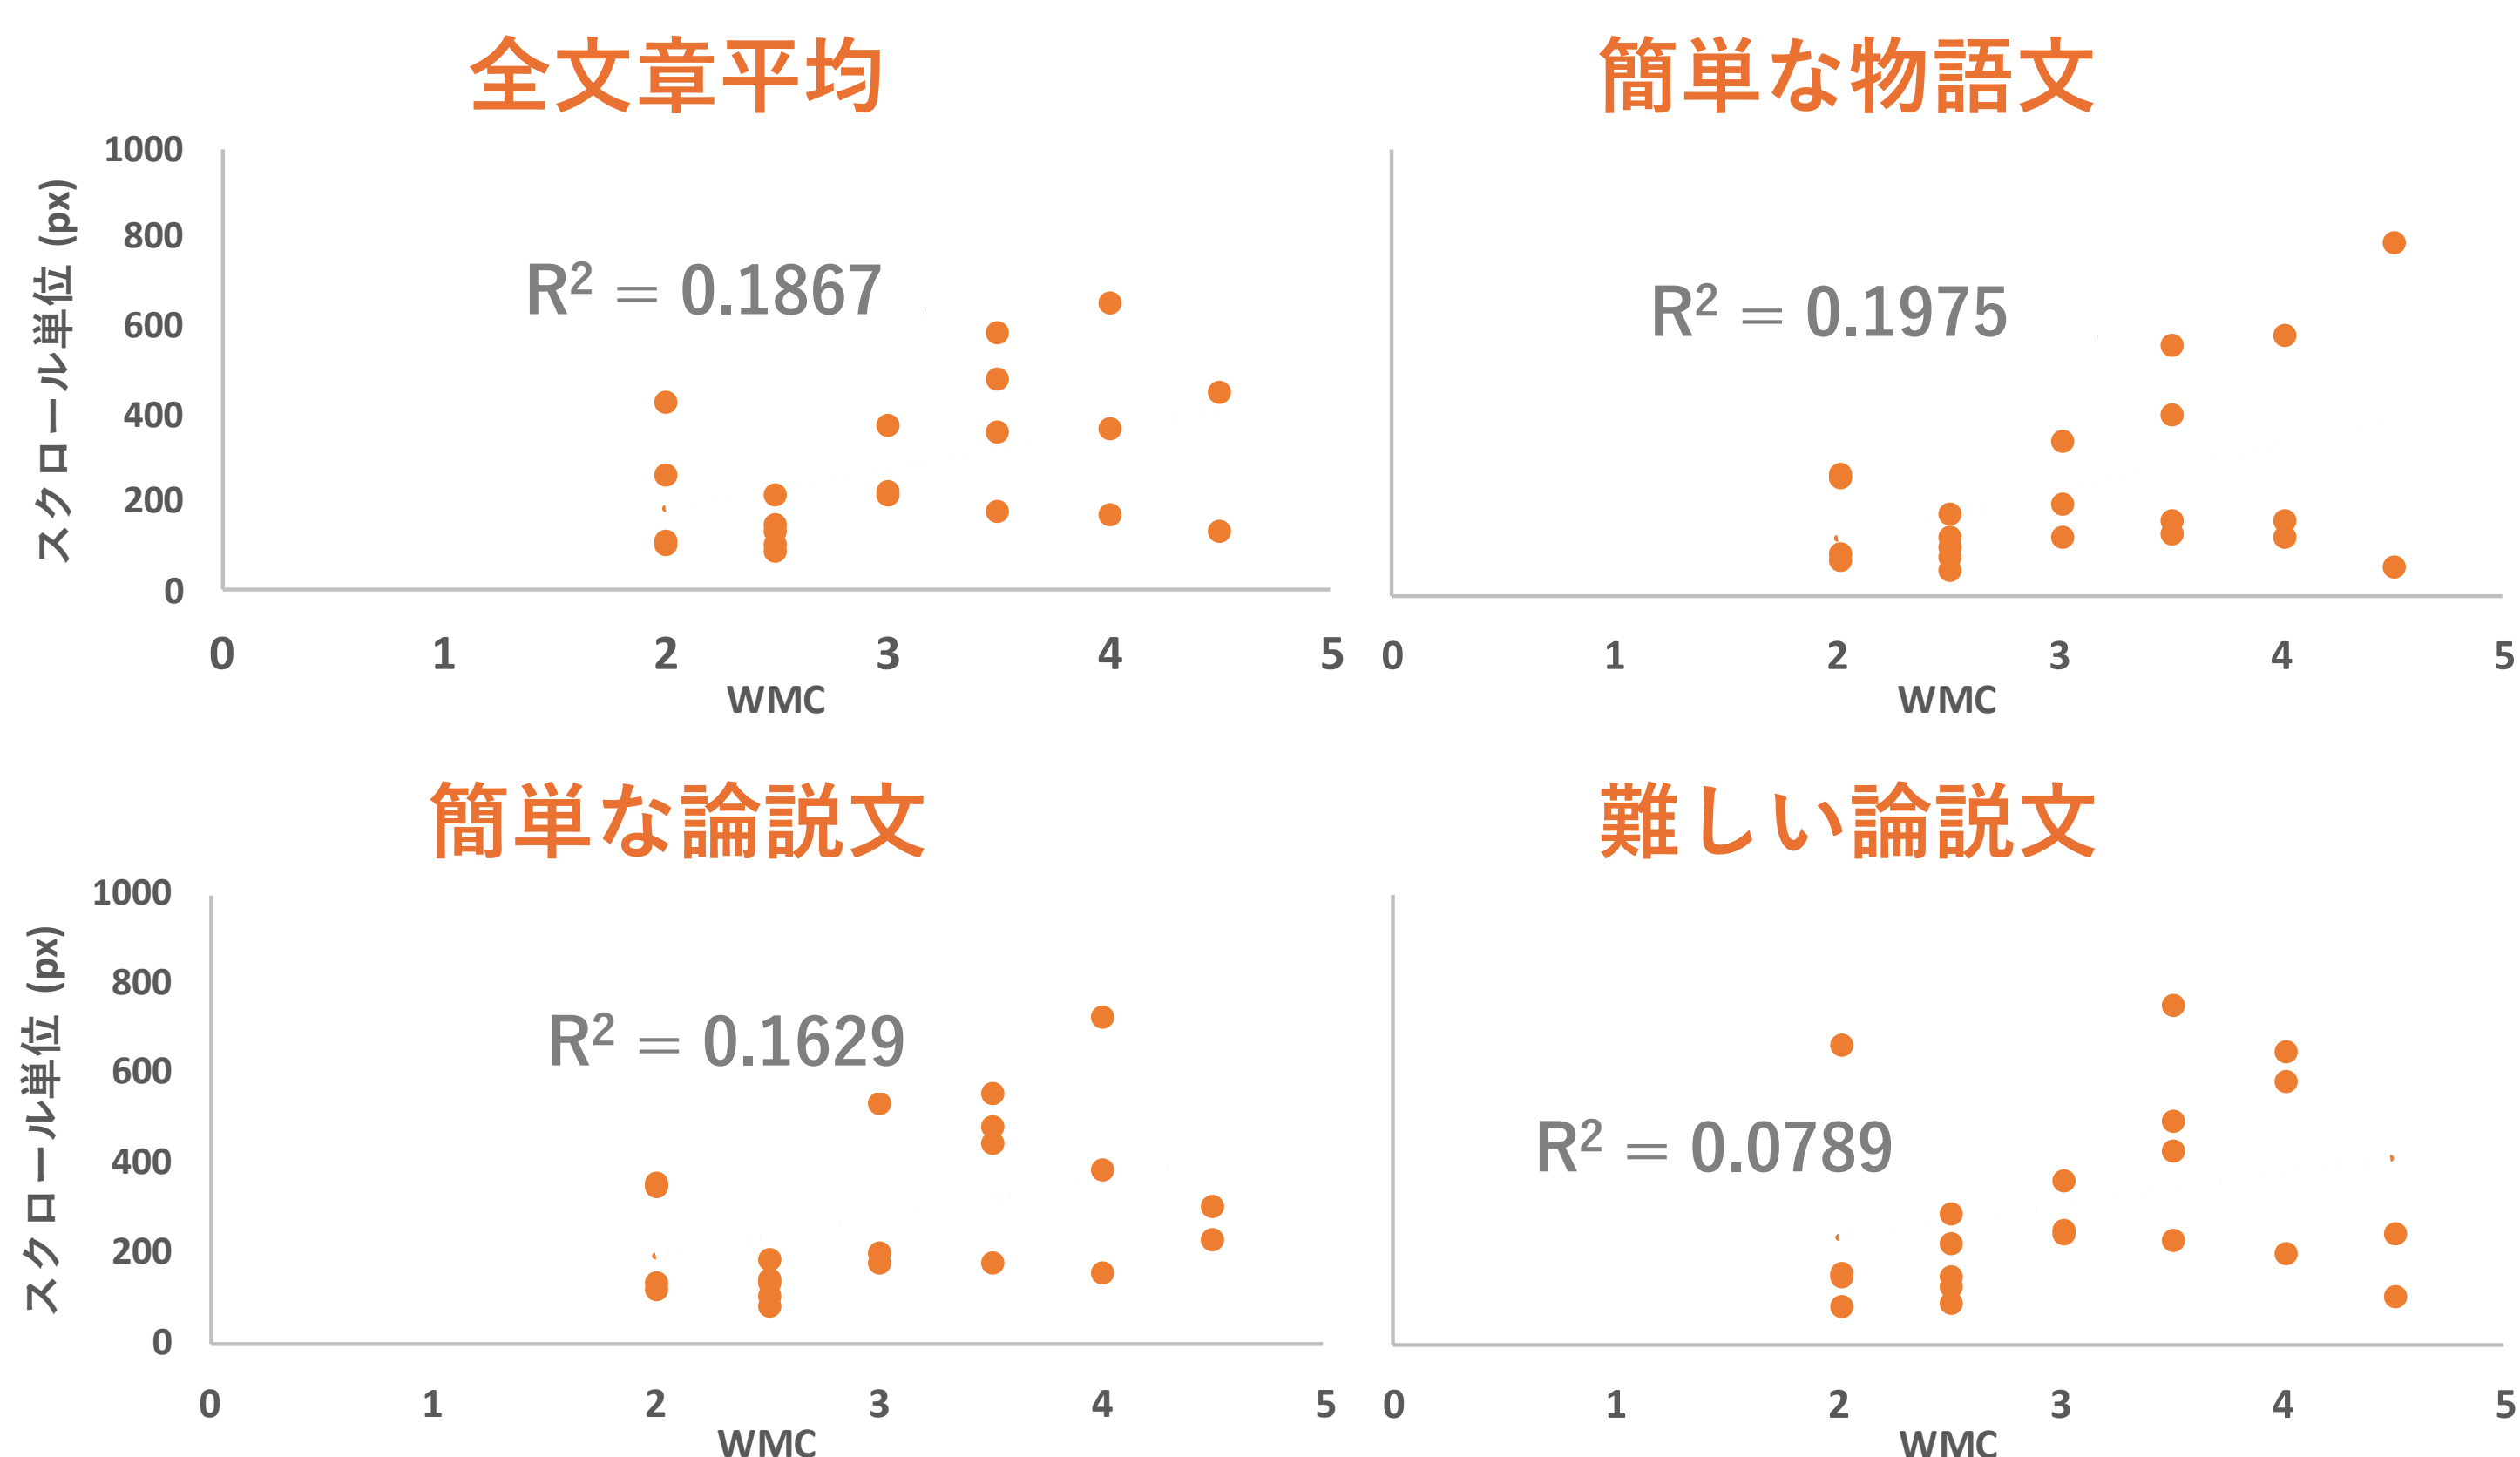 全文章平均
1000
800
600
400
200
0
スクロール単位 (px)
R² = 0.1867
0 1 2 3 4 5
WMC
簡単な物語文
R² = 0.1975
0 1 2 3 4 5
WMC
簡単な論説文
1000
800
600
400
200
0
スクロール単位 (px)
R² = 0.1629
0 1 2 3 4 5
WMC
難しい論説文
R² = 0.0789
0 1 2 3 4 5
WMC